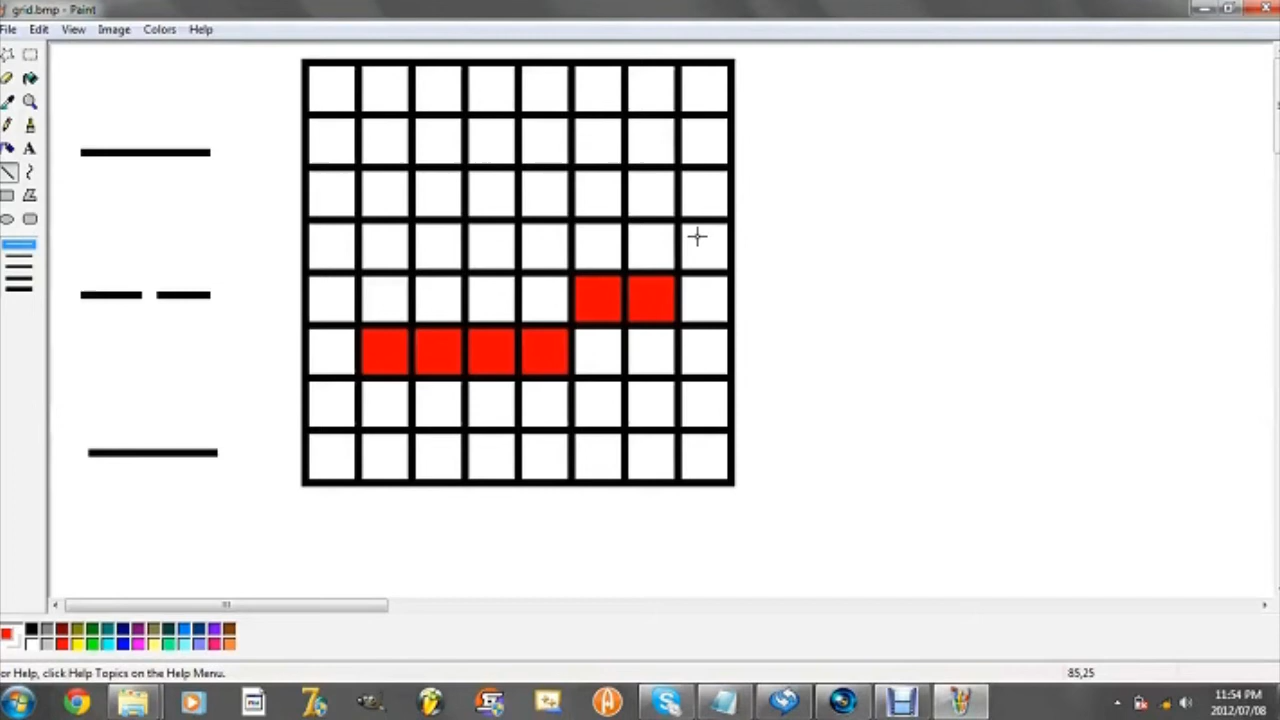 grid.bmp - Paint
File Edit View Image Colors Help
A
or Help, click Help Topics on the Help Menu.
85,25
11:54 PM
2012/07/08